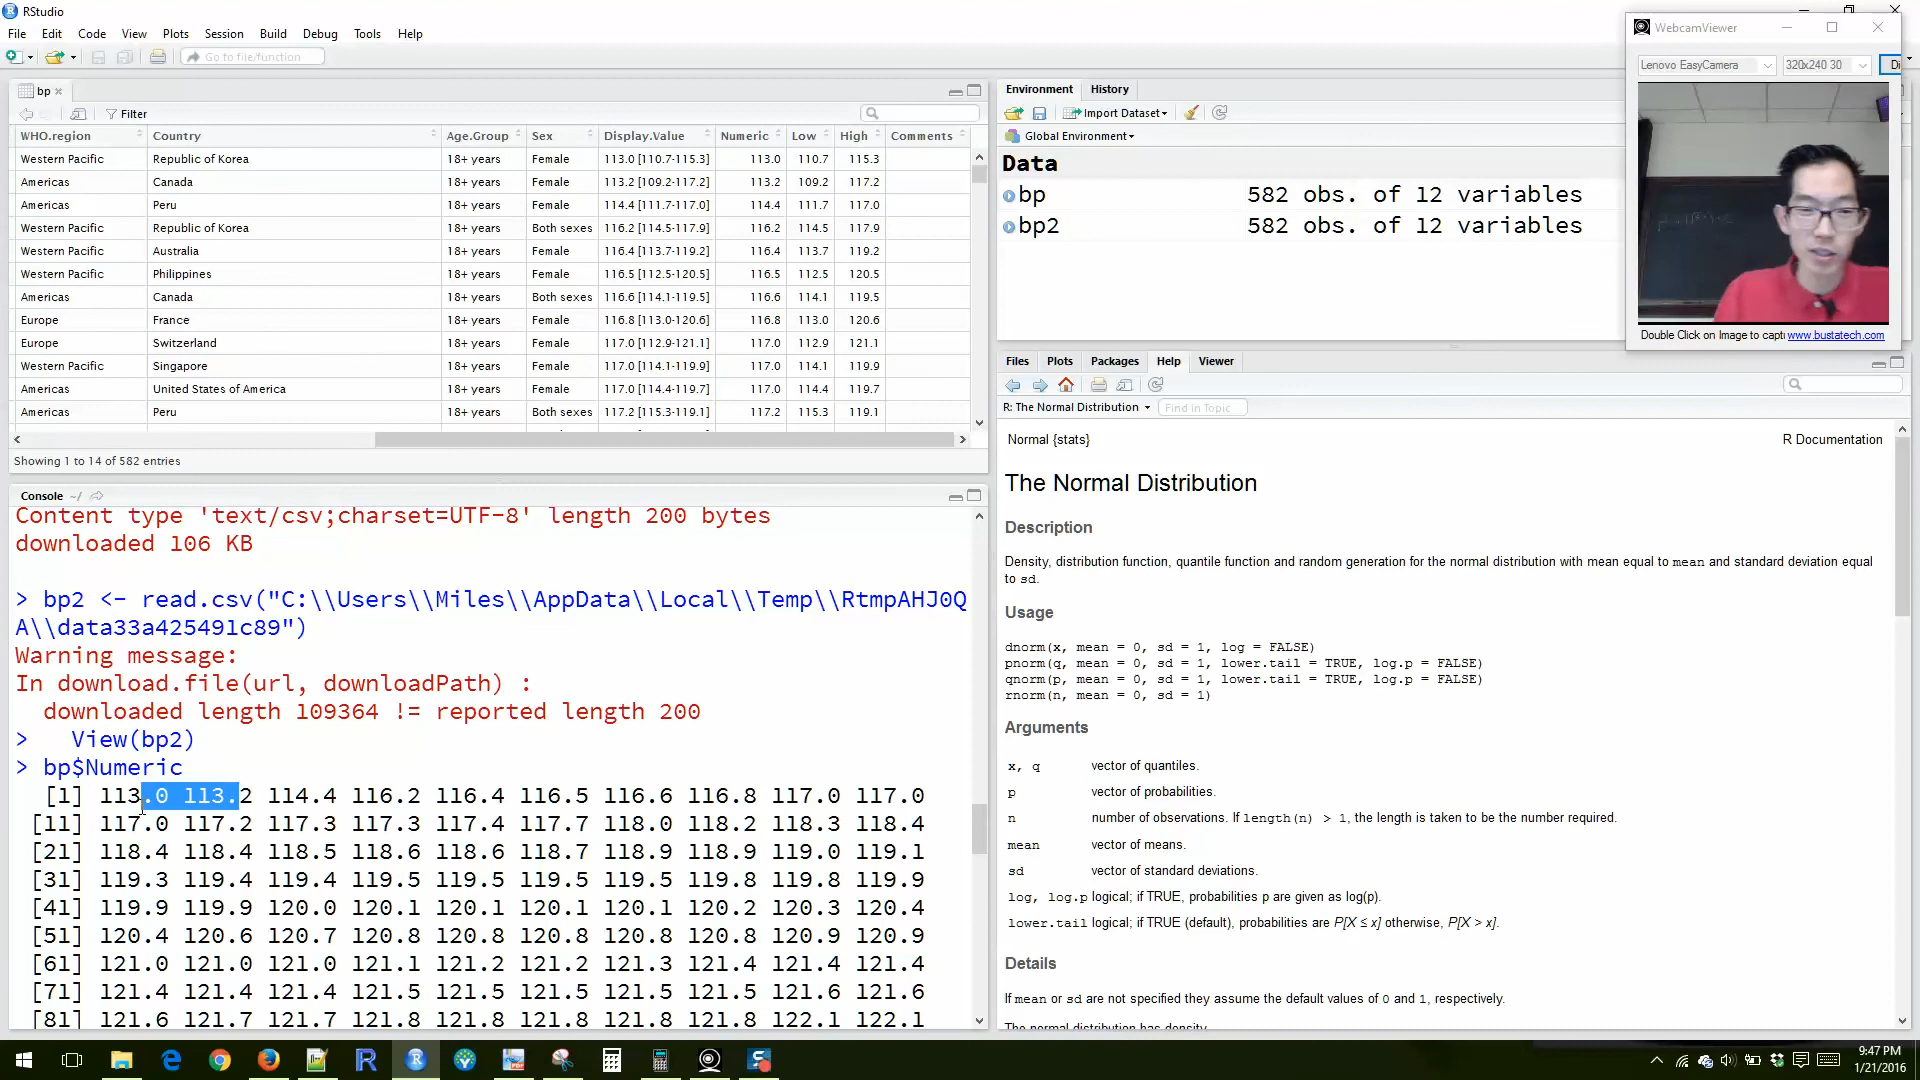 RStudio
WebcamViewer
File Edit Code View Plots Session Build Debug Tools Help
Go to file/function
Lenovo EasyCamera 320x240 30 Di
bp
Filter
WHO.region Country Age.Group Sex Display.Value Numeric Low High Comments
Western Pacific Republic of Korea 18+ years Female 113.0 [110.7-115.3] 113.0 110.7 115.3
Americas Canada 18+ years Female 113.2 [109.2-117.2] 113.2 109.2 117.2
Americas Peru 18+ years Female 114.4 [111.7-117.0] 114.4 111.7 117.0
Western Pacific Republic of Korea 18+ years Both sexes 116.2 [114.5-117.9] 116.2 114.5 117.9
Western Pacific Australia 18+ years Female 116.4 [113.7-119.2] 116.4 113.7 119.2
Western Pacific Philippines 18+ years Female 116.5 [112.5-120.5] 116.5 112.5 120.5
Americas Canada 18+ years Both sexes 116.6 [114.1-119.5] 116.6 114.1 119.5
Europe France 18+ years Female 116.8 [113.0-120.6] 116.8 113.0 120.6
Europe Switzerland 18+ years Female 117.0 [112.9-121.1] 117.0 112.9 121.1
Western Pacific Singapore 18+ years Female 117.0 [114.1-119.9] 117.0 114.1 119.9
Americas United States of America 18+ years Female 117.0 [114.4-119.7] 117.0 114.4 119.7
Americas Peru 18+ years Both sexes 117.2 [115.3-119.1] 117.2 115.3 119.1
Showing 1 to 14 of 582 entries
Console ~/
Content type 'text/csv;charset=UTF-8' length 200 bytes
downloaded 106 KB
> bp2 <- read.csv("C:\\Users\\Miles\\AppData\\Local\\Temp\\RtmpAHJ0Q
A\\data33a425491c89")
Warning message:
In download.file(url, downloadPath) :
downloaded length 109364 != reported length 200
> View(bp2)
> bp$Numeric
[1] 113.0 113.2 114.4 116.2 116.4 116.5 116.6 116.8 117.0 117.0
[11] 117.0 117.2 117.3 117.3 117.4 117.7 118.0 118.2 118.3 118.4
[21] 118.4 118.4 118.5 118.6 118.6 118.7 118.9 118.9 119.0 119.1
[31] 119.3 119.4 119.4 119.5 119.5 119.5 119.5 119.8 119.8 119.9
[41] 119.9 119.9 120.0 120.1 120.1 120.1 120.1 120.2 120.3 120.4
[51] 120.4 120.6 120.7 120.8 120.8 120.8 120.8 120.8 120.9 120.9
[61] 121.0 121.0 121.0 121.1 121.2 121.2 121.3 121.4 121.4 121.4
[71] 121.4 121.4 121.4 121.5 121.5 121.5 121.5 121.5 121.6 121.6
[81] 121.6 121.7 121.7 121.8 121.8 121.8 121.8 121.8 122.1 122.1
Environment History
Import Dataset
Global Environment
Data
bp 582 obs. of 12 variables
bp2 582 obs. of 12 variables
Double Click on Image to captu www.bustatech.com
Files Plots Packages Help Viewer
R: The Normal Distribution Find in Topic
Normal {stats} R Documentation
The Normal Distribution
Description
Density, distribution function, quantile function and random generation for the normal distribution with mean equal to mean and standard deviation equal
to sd.
Usage
dnorm(x, mean = 0, sd = 1, log = FALSE)
pnorm(q, mean = 0, sd = 1, lower.tail = TRUE, log.p = FALSE)
qnorm(p, mean = 0, sd = 1, lower.tail = TRUE, log.p = FALSE)
rnorm(n, mean = 0, sd = 1)
Arguments
x, q vector of quantiles.
p vector of probabilities.
n number of observations. If length(n) > 1, the length is taken to be the number required.
mean vector of means.
sd vector of standard deviations.
log, log.p logical; if TRUE, probabilities p are given as log(p).
lower.tail logical; if TRUE (default), probabilities are P[X ≤ x] otherwise, P[X > x].
Details
If mean or sd are not specified they assume the default values of 0 and 1, respectively.
The normal distribution has density
9:47 PM
1/21/2016